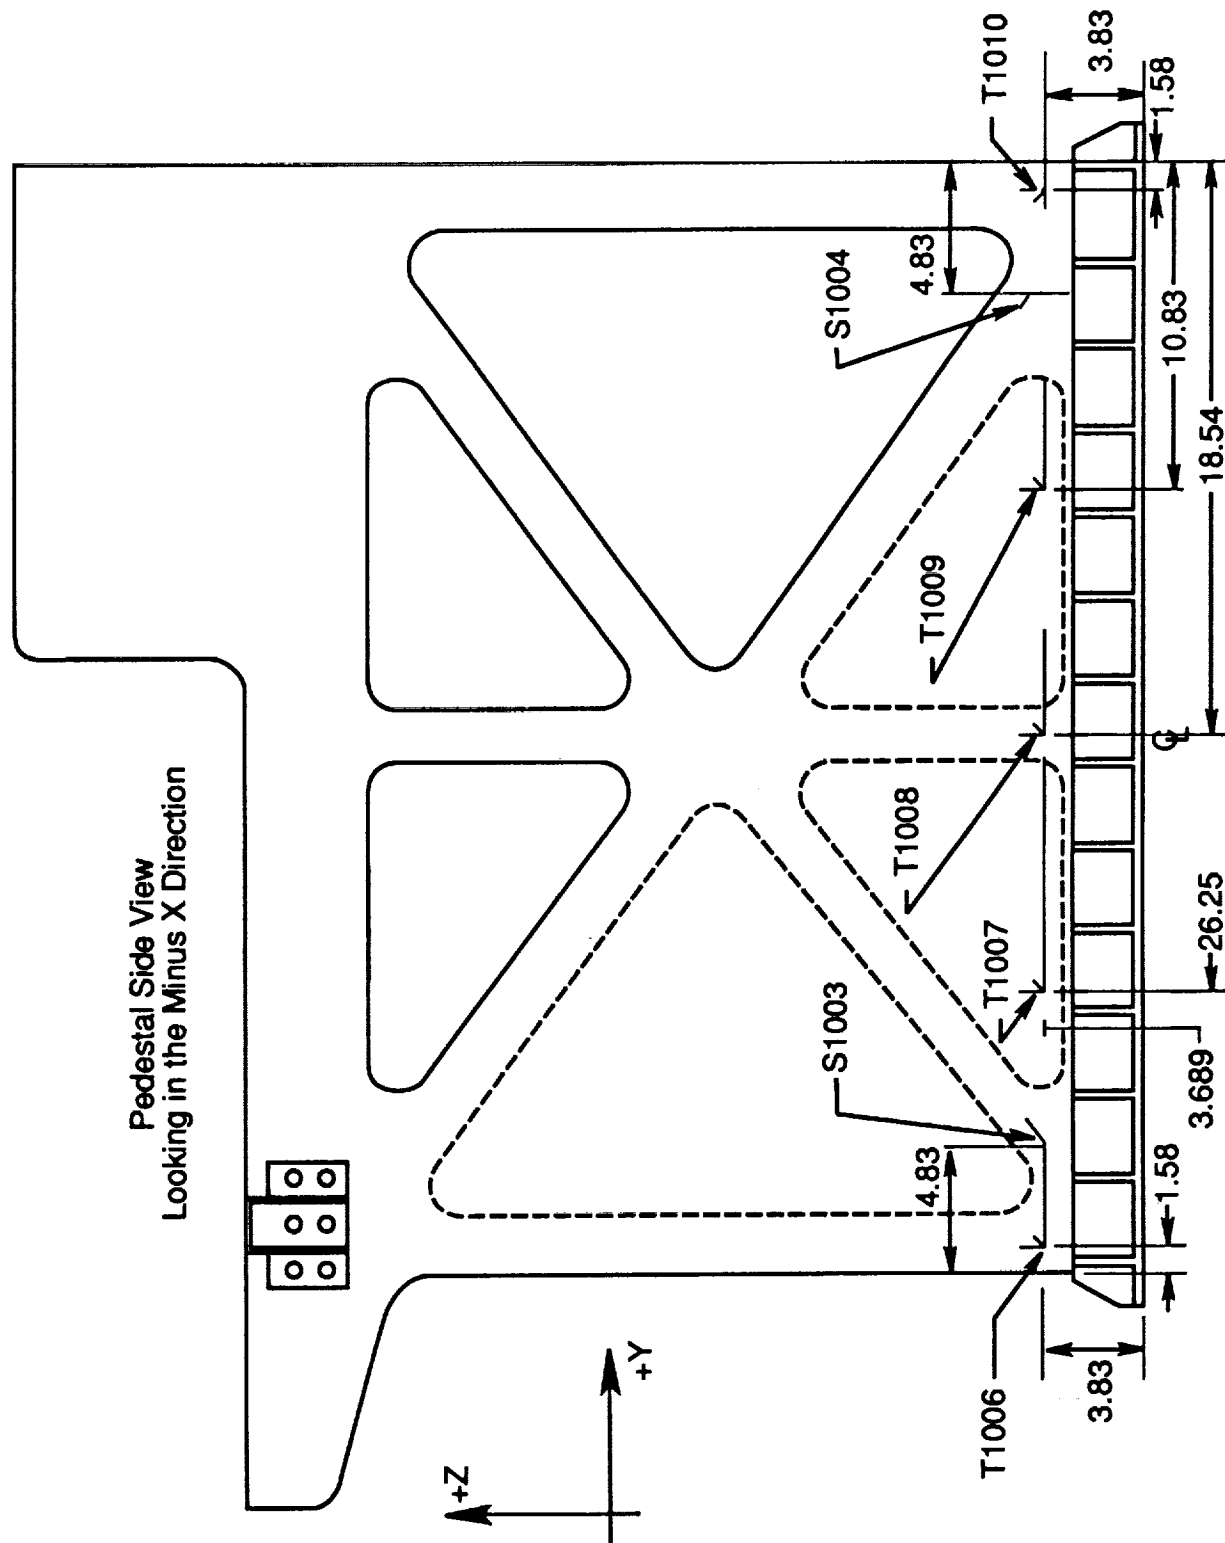 Pedestal Side View
Looking in the Minus X Direction
+Z
+Y
T1006
S1003
T1007
T1008
T1009
S1004
T1010
4.83
4.83
3.83
3.83
1.58
3.689
26.25
CL
18.54
10.83
1.58